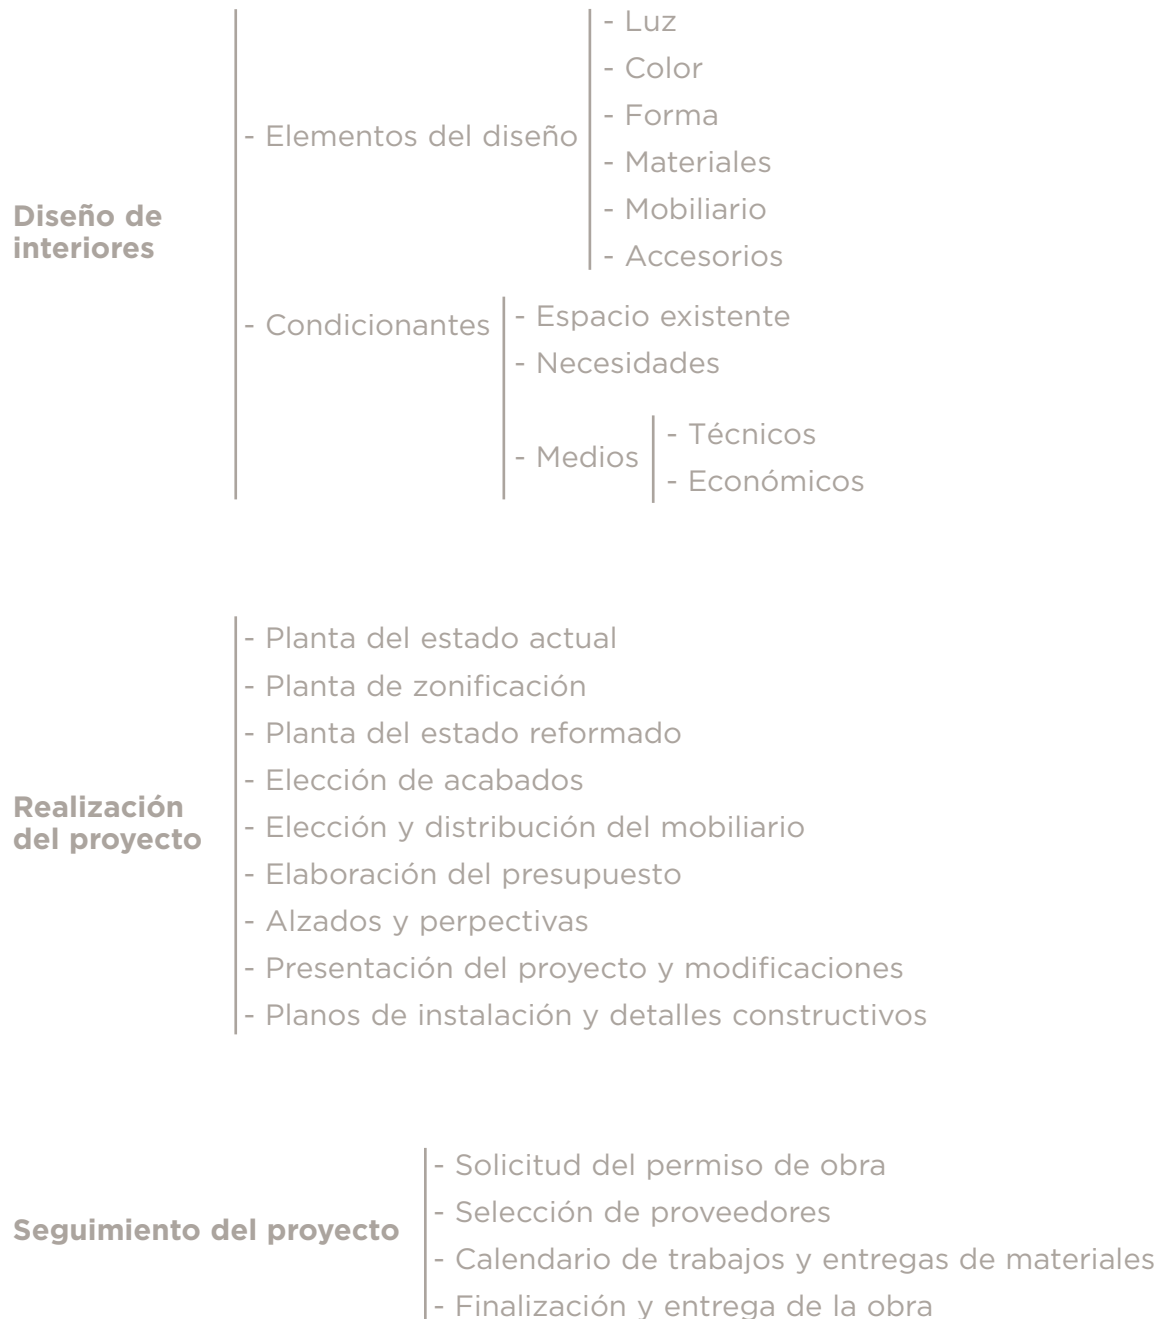 Diseño de
interiores
- Elementos del diseño
- Luz
- Color
- Forma
- Materiales
- Mobiliario
- Accesorios
- Condicionantes
- Espacio existente
- Necesidades
- Medios
- Técnicos
- Económicos
Realización
del proyecto
- Planta del estado actual
- Planta de zonificación
- Planta del estado reformado
- Elección de acabados
- Elección y distribución del mobiliario
- Elaboración del presupuesto
- Alzados y perpectivas
- Presentación del proyecto y modificaciones
- Planos de instalación y detalles constructivos
Seguimiento del proyecto
- Solicitud del permiso de obra
- Selección de proveedores
- Calendario de trabajos y entregas de materiales
- Finalización y entrega de la obra